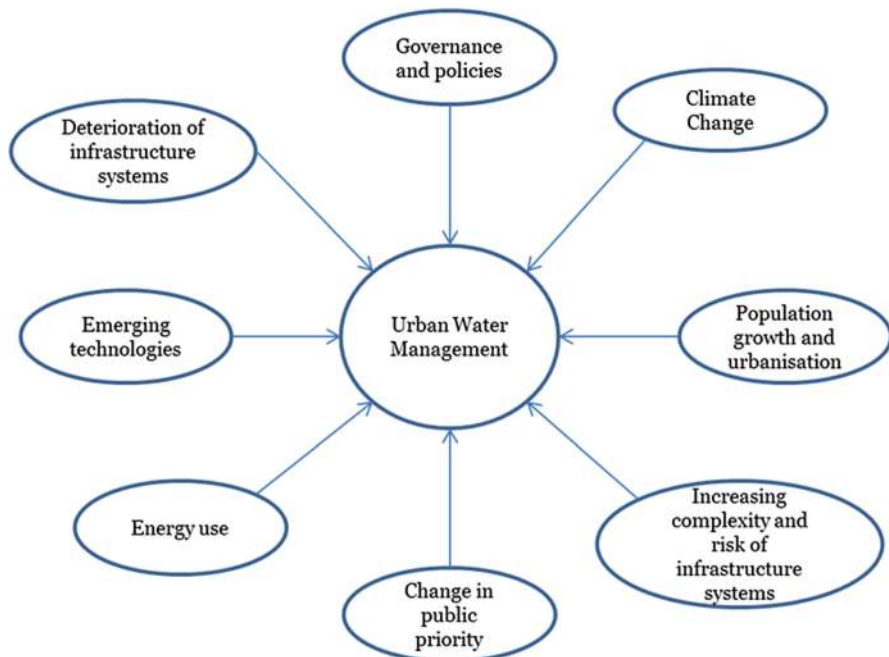 Governance
and policies
Climate
Change
Deterioration of
infrastructure
systems
Emerging
technologies
Urban Water
Management
Population
growth and
urbanisation
Energy use
Change in
public
priority
Increasing
complexity and
risk of
infrastructure
systems